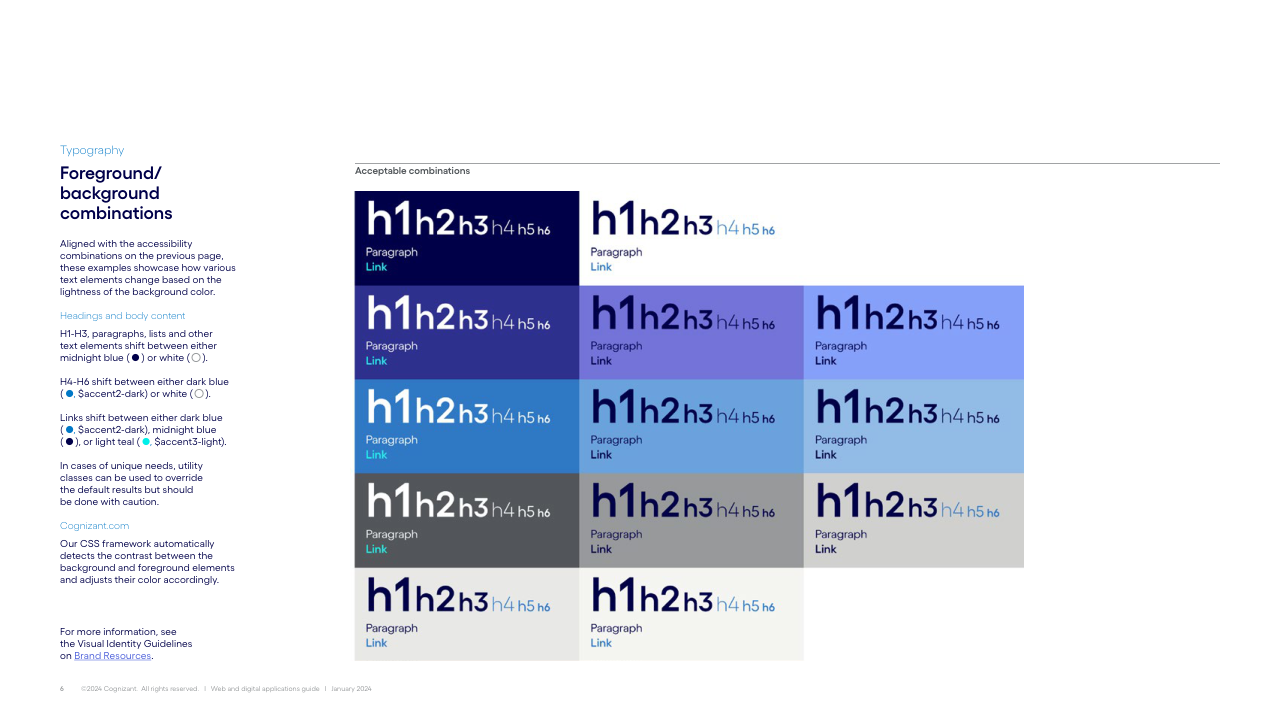 Typography
Foreground/
background
combinations
Aligned with the accessibility
combinations on the previous page,
these examples showcase how various
text elements change based on the
lightness of the background color.
Headings and body content
H1-H3, paragraphs, lists and other
text elements shift between either
midnight blue ( ) or white ( ).
H4-H6 shift between either dark blue
( , $accent2-dark) or white ( ).
Links shift between either dark blue
( , $accent2-dark), midnight blue
( ), or light teal ( , $accent3-light).
In cases of unique needs, utility
classes can be used to override
the default results but should
be done with caution.
Cognizant.com
Our CSS framework automatically
detects the contrast between the
background and foreground elements
and adjusts their color accordingly.
For more information, see
the Visual Identity Guidelines
on Brand Resources.
Acceptable combinations
h1 h2 h3 h4 h5 h6
Paragraph
Link
h1 h2 h3 h4 h5 h6
Paragraph
Link
h1 h2 h3 h4 h5 h6
Paragraph
Link
h1 h2 h3 h4 h5 h6
Paragraph
Link
h1 h2 h3 h4 h5 h6
Paragraph
Link
h1 h2 h3 h4 h5 h6
Paragraph
Link
h1 h2 h3 h4 h5 h6
Paragraph
Link
h1 h2 h3 h4 h5 h6
Paragraph
Link
h1 h2 h3 h4 h5 h6
Paragraph
Link
h1 h2 h3 h4 h5 h6
Paragraph
Link
h1 h2 h3 h4 h5 h6
Paragraph
Link
h1 h2 h3 h4 h5 h6
Paragraph
Link
h1 h2 h3 h4 h5 h6
Paragraph
Link
6 ©2024 Cognizant. All rights reserved. | Web and digital applications guide | January 2024